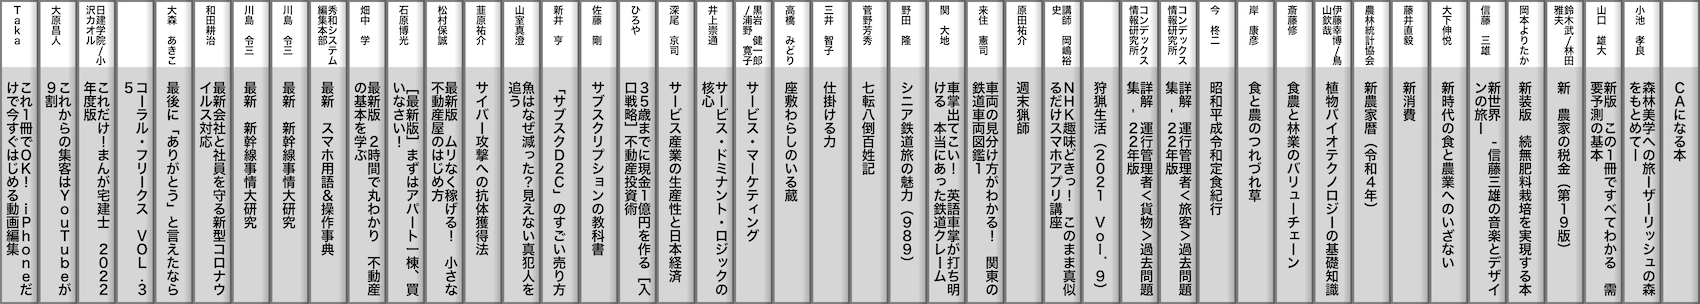 ＣＡになる本
小池　孝良
森林美学への旅ーザーリッシュの森
をもとめてー
山口　雄大
新版　この１冊ですべてわかる　需
要予測の基本
鈴木武/林田
雅夫
新　農家の税金（第１９版）
岡本よりたか
新装版　続無肥料栽培を実現する本
信藤　三雄
新世界　-信藤三雄の音楽とデザイ
ンの旅ー
大下伸悦
新時代の食と農業へのいざない
藤井直毅
新消費
農林統計協会
新農家暦（令和４年）
伊藤幸博/鳥
山欽哉
植物バイオテクノロジーの基礎知識
斎藤修
食農と林業のバリューチェーン
岸　康彦
食と農のつれづれ草
今　柊二
昭和平成令和定食紀行
コンデックス
情報研究所
詳解　運行管理者＜旅客＞過去問題
集　‐　２２年版
コンデックス
情報研究所
詳解　運行管理者＜貨物＞過去問題
集　‐　２２年版
狩猟生活（２０２１　Ｖｏｌ．９）
講師　岡嶋裕
史
ＮＨＫ趣味どきっ！　このまま真似
るだけスマホアプリ講座
原田祐介
週末猟師
来住　憲司
車両の見分け方がわかる！　関東の
鉄道車両図鑑１
関　大地
車掌出てこい！　英語車掌が打ち明
ける　本当にあった鉄道クレーム
野田　隆
シニア鉄道旅の魅力（９８９）
菅野芳秀
七転八倒百姓記
三井　智子
仕掛ける力
高橋　みどり
座敷わらしのいる蔵
黒岩　健一郎
/浦野　寛子
サービス・マーケティング
井上崇通
サービス・ドミナント・ロジックの
核心
深尾　京司
サービス産業の生産性と日本経済
ひろや
３５歳までに現金１億円を作る「入
口戦略」不動産投資術
佐藤　剛
サブスクリプションの教科書
新井　亨
「サブスクＤ２Ｃ」のすごい売り方
山室真澄
魚はなぜ減った？見えない真犯人を
追う
韮原祐介
サイバー攻撃への抗体獲得法
松村保誠
最新版　ムリなく稼げる！　小さな
不動産屋のはじめ方
石原博光
［最新版］まずはアパート一棟、買
いなさい！
畑中　学
最新版　２時間で丸わかり　不動産
の基本を学ぶ
秀和システム
編集本部
最新　スマホ用語＆操作事典
川島　令三
最新　新幹線事情大研究
川島　令三
最新　新幹線事情大研究
和田耕治
最新会社と社員を守る新型コロナウ
イルス対応
大森　あきこ
最後に「ありがとう」と言えたなら
コーラル・フリークス　ＶＯＬ．３
５
日建学院/小
沢カオル
これだけ！まんが宅建士　２０２２
年度版
大原昌人
これからの集客はＹｏｕＴｕｂｅが
９割
Ｔａｋａ
これ１冊でＯＫ！　ｉＰｈｏｎｅだ
けで今すぐはじめる動画編集